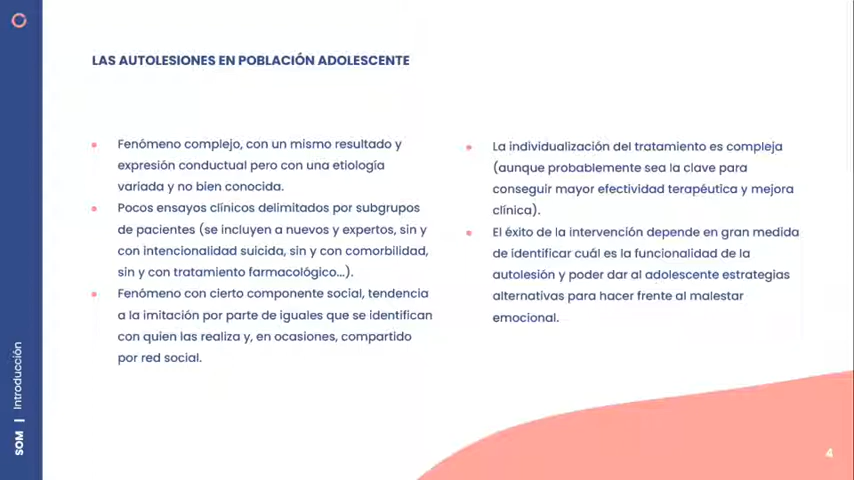 LAS AUTOLESIONES EN POBLACIÓN ADOLESCENTE
Fenómeno complejo, con un mismo resultado y
expresión conductual pero con una etiología
variada y no bien conocida.
Pocos ensayos clínicos delimitados por subgrupos
de pacientes (se incluyen a nuevos y expertos, sin y
con intencionalidad suicida, sin y con comorbilidad,
sin y con tratamiento farmacológico...).
Fenómeno con cierto componente social, tendencia
a la imitación por parte de iguales que se identifican
con quien las realiza y, en ocasiones, compartido
por red social.
La individualización del tratamiento es compleja
(aunque probablemente sea la clave para
conseguir mayor efectividad terapéutica y mejora
clínica).
El éxito de la intervención depende en gran medida
de identificar cuál es la funcionalidad de la
autolesión y poder dar al adolescente estrategias
alternativas para hacer frente al malestar
emocional.
SOM | Introducción
4